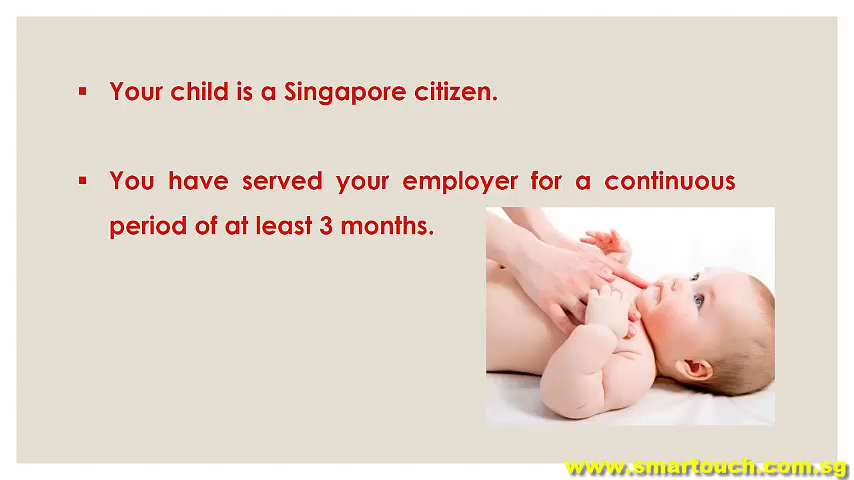 ▪ Your child is a Singapore citizen.
▪ You have served your employer for a continuous
period of at least 3 months.
www.smartouch.com.sg